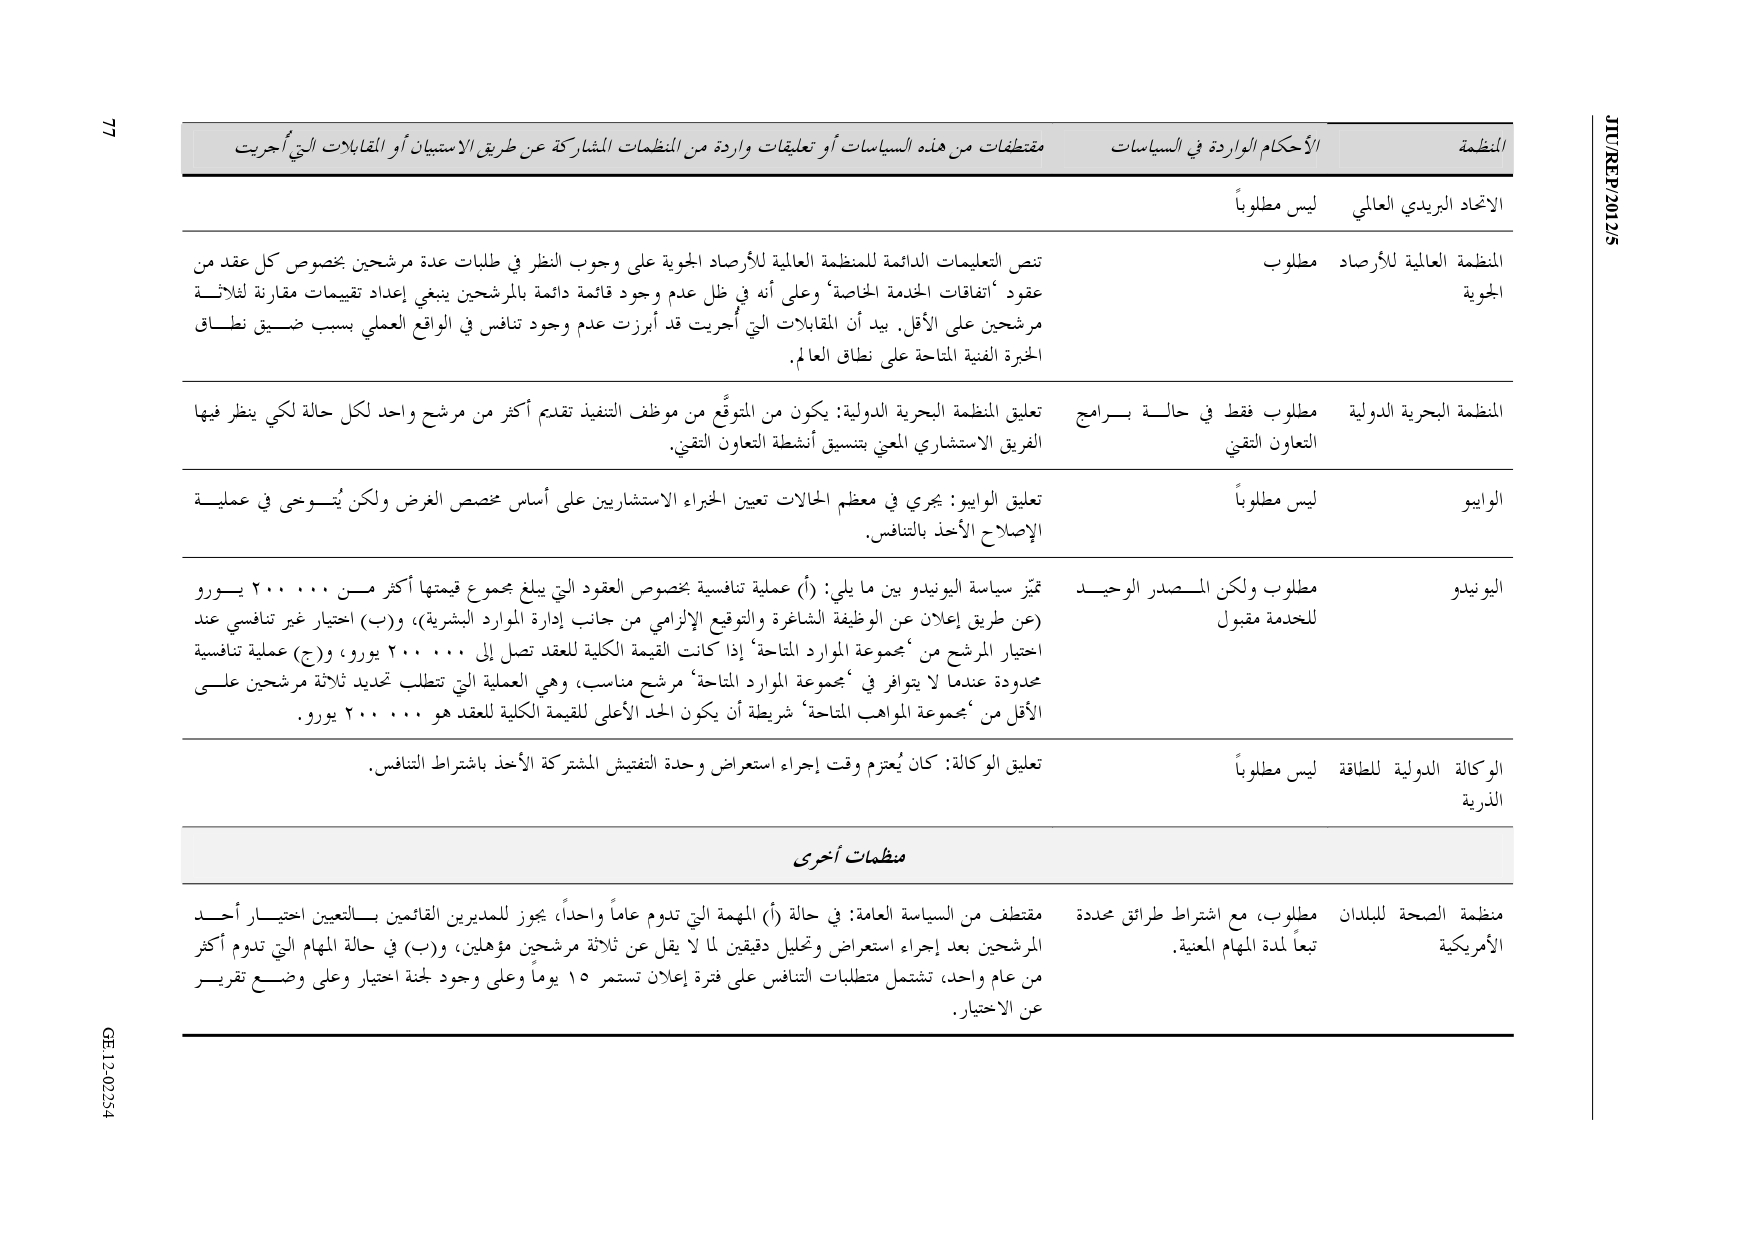 JIU/REP/2012/5
المنظمة
الأحكام الواردة في السياسات
مقتطفات من هذه السياسات أو تعليقات واردة من المنظمات المشاركة عن طريق الاستبيان أو المقابلات التي أُجريت
الاتحاد البريدي العالمي
ليس مطلوباً
المنظمة العالمية للأرصاد
الجوية
مطلوب
تنص التعليمات الدائمة للمنظمة العالمية للأرصاد الجوية على وجوب النظر في طلبات عدة مرشحين بخصوص كل عقد من
عقود ‘اتفاقات الخدمة الخاصة‘ وعلى أنه في ظل عدم وجود قائمة دائمة بالمرشحين ينبغي إعداد تقييمات مقارنة لثلاثة
مرشحين على الأقل. بيد أن المقابلات التي أُجريت قد أبرزت عدم وجود تنافس في الواقع العملي بسبب ضيق نطاق
الخبرة الفنية المتاحة على نطاق العالم.
المنظمة البحرية الدولية
مطلوب فقط في حالة برامج
التعاون التقني
تعليق المنظمة البحرية الدولية: يكون من المتوقَّع من موظف التنفيذ تقديم أكثر من مرشح واحد لكل حالة لكي ينظر فيها
الفريق الاستشاري المعني بتنسيق أنشطة التعاون التقني.
الوايبو
ليس مطلوباً
تعليق الوايبو: يجري في معظم الحالات تعيين الخبراء الاستشاريين على أساس مخصص الغرض ولكن يُتوخى في عملية
الإصلاح الأخذ بالتنافس.
اليونيدو
مطلوب ولكن المصدر الوحيد
للخدمة مقبول
تميّز سياسة اليونيدو بين ما يلي: (أ) عملية تنافسية بخصوص العقود التي يبلغ مجموع قيمتها أكثر من ٢٠٠ ٠٠٠ يورو
(عن طريق إعلان عن الوظيفة الشاغرة والتوقيع الإلزامي من جانب إدارة الموارد البشرية)، و(ب) اختيار غير تنافسي عند
اختيار المرشح من ‘مجموعة الموارد المتاحة‘ إذا كانت القيمة الكلية للعقد تصل إلى ٢٠٠ ٠٠٠ يورو، و(ج) عملية تنافسية
محدودة عندما لا يتوافر في ‘مجموعة الموارد المتاحة‘ مرشح مناسب، وهي العملية التي تتطلب تحديد ثلاثة مرشحين على
الأقل من ‘مجموعة المواهب المتاحة‘ شريطة أن يكون الحد الأعلى للقيمة الكلية للعقد هو ٢٠٠ ٠٠٠ يورو.
الوكالة الدولية للطاقة
الذرية
ليس مطلوباً
تعليق الوكالة: كان يُعتزم وقت إجراء استعراض وحدة التفتيش المشتركة الأخذ باشتراط التنافس.
منظمات أخرى
منظمة الصحة للبلدان
الأمريكية
مطلوب، مع اشتراط طرائق محددة
تبعاً لمدة المهام المعنية.
مقتطف من السياسة العامة: في حالة (أ) المهمة التي تدوم عاماً واحداً، يجوز للمديرين القائمين بالتعيين اختيار أحد
المرشحين بعد إجراء استعراض وتحليل دقيقين لما لا يقل عن ثلاثة مرشحين مؤهلين، و(ب) في حالة المهام التي تدوم أكثر
من عام واحد، تشتمل متطلبات التنافس على فترة إعلان تستمر ١٥ يوماً وعلى وجود لجنة اختيار وعلى وضع تقرير
عن الاختيار.
77
GE.12-02254